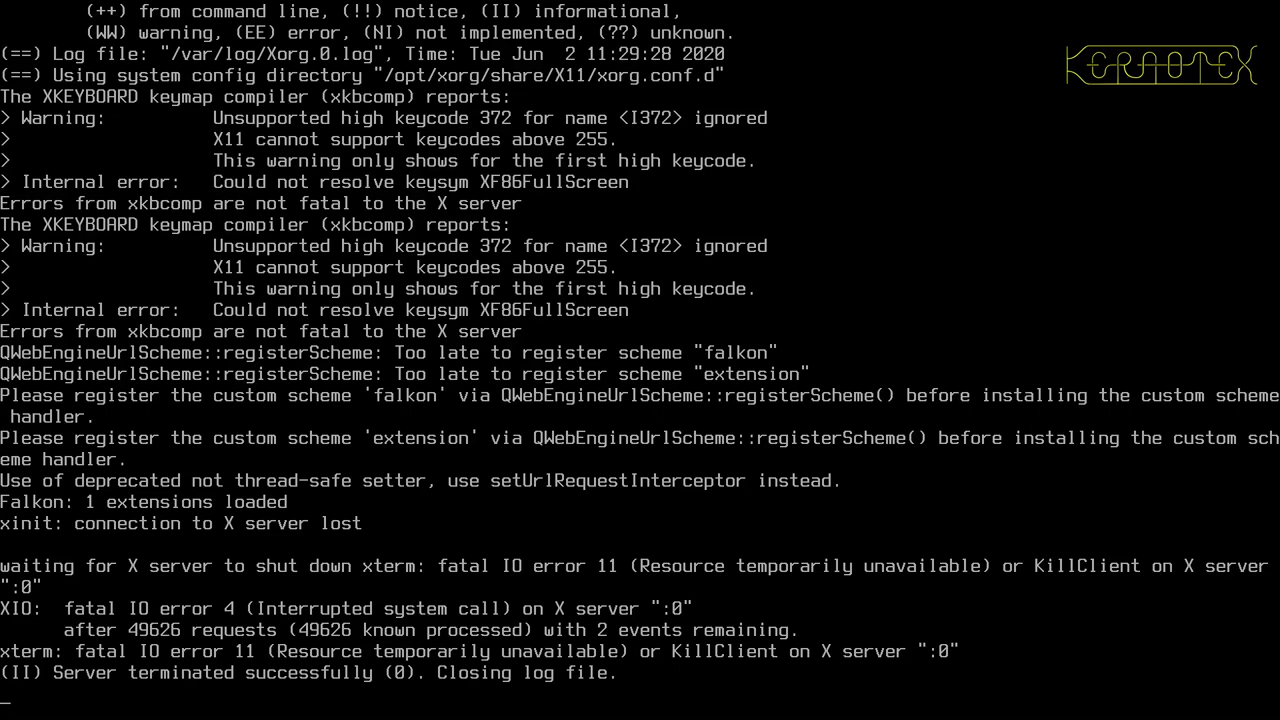 (++) from command line, (!!) notice, (II) informational,
(WW) warning, (EE) error, (NI) not implemented, (??) unknown.
(==) Log file: "/var/log/Xorg.0.log", Time: Tue Jun  2 11:29:28 2020
(==) Using system config directory "/opt/xorg/share/X11/xorg.conf.d"
KERNOTEX
The XKEYBOARD keymap compiler (xkbcomp) reports:
> Warning:          Unsupported high keycode 372 for name <I372> ignored
>                   X11 cannot support keycodes above 255.
>                   This warning only shows for the first high keycode.
> Internal error:   Could not resolve keysym XF86FullScreen
Errors from xkbcomp are not fatal to the X server
The XKEYBOARD keymap compiler (xkbcomp) reports:
> Warning:          Unsupported high keycode 372 for name <I372> ignored
>                   X11 cannot support keycodes above 255.
>                   This warning only shows for the first high keycode.
> Internal error:   Could not resolve keysym XF86FullScreen
Errors from xkbcomp are not fatal to the X server
QWebEngineUrlScheme::registerScheme: Too late to register scheme "falkon"
QWebEngineUrlScheme::registerScheme: Too late to register scheme "extension"
Please register the custom scheme 'falkon' via QWebEngineUrlScheme::registerScheme() before installing the custom scheme
 handler.
Please register the custom scheme 'extension' via QWebEngineUrlScheme::registerScheme() before installing the custom sch
eme handler.
Use of deprecated not thread-safe setter, use setUrlRequestInterceptor instead.
Falkon: 1 extensions loaded
xinit: connection to X server lost
waiting for X server to shut down xterm: fatal IO error 11 (Resource temporarily unavailable) or KillClient on X server
":0"
XIO:  fatal IO error 4 (Interrupted system call) on X server ":0"
      after 49626 requests (49626 known processed) with 2 events remaining.
xterm: fatal IO error 11 (Resource temporarily unavailable) or KillClient on X server ":0"
(II) Server terminated successfully (0). Closing log file.
_